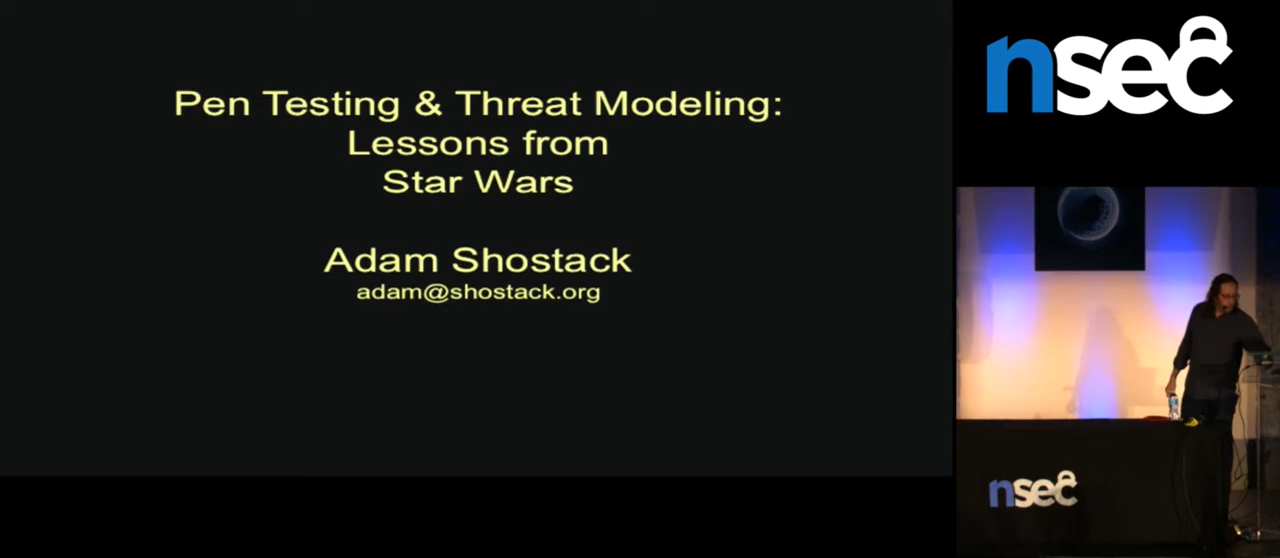 Pen Testing & Threat Modeling:
Lessons from
Star Wars
Adam Shostack
adam@shostack.org
nsec
nsec